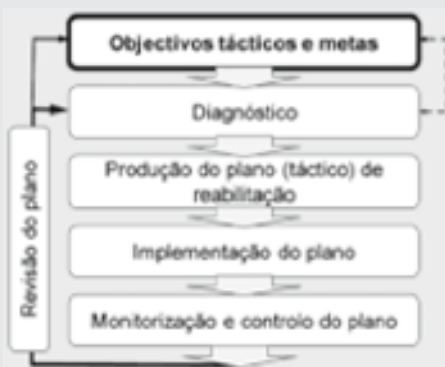 Objectivos tácticos e metas
Diagnóstico
Produção do plano (táctico) de
reabilitação
Implementação do plano
Monitorização e controlo do plano
Revisão do plano